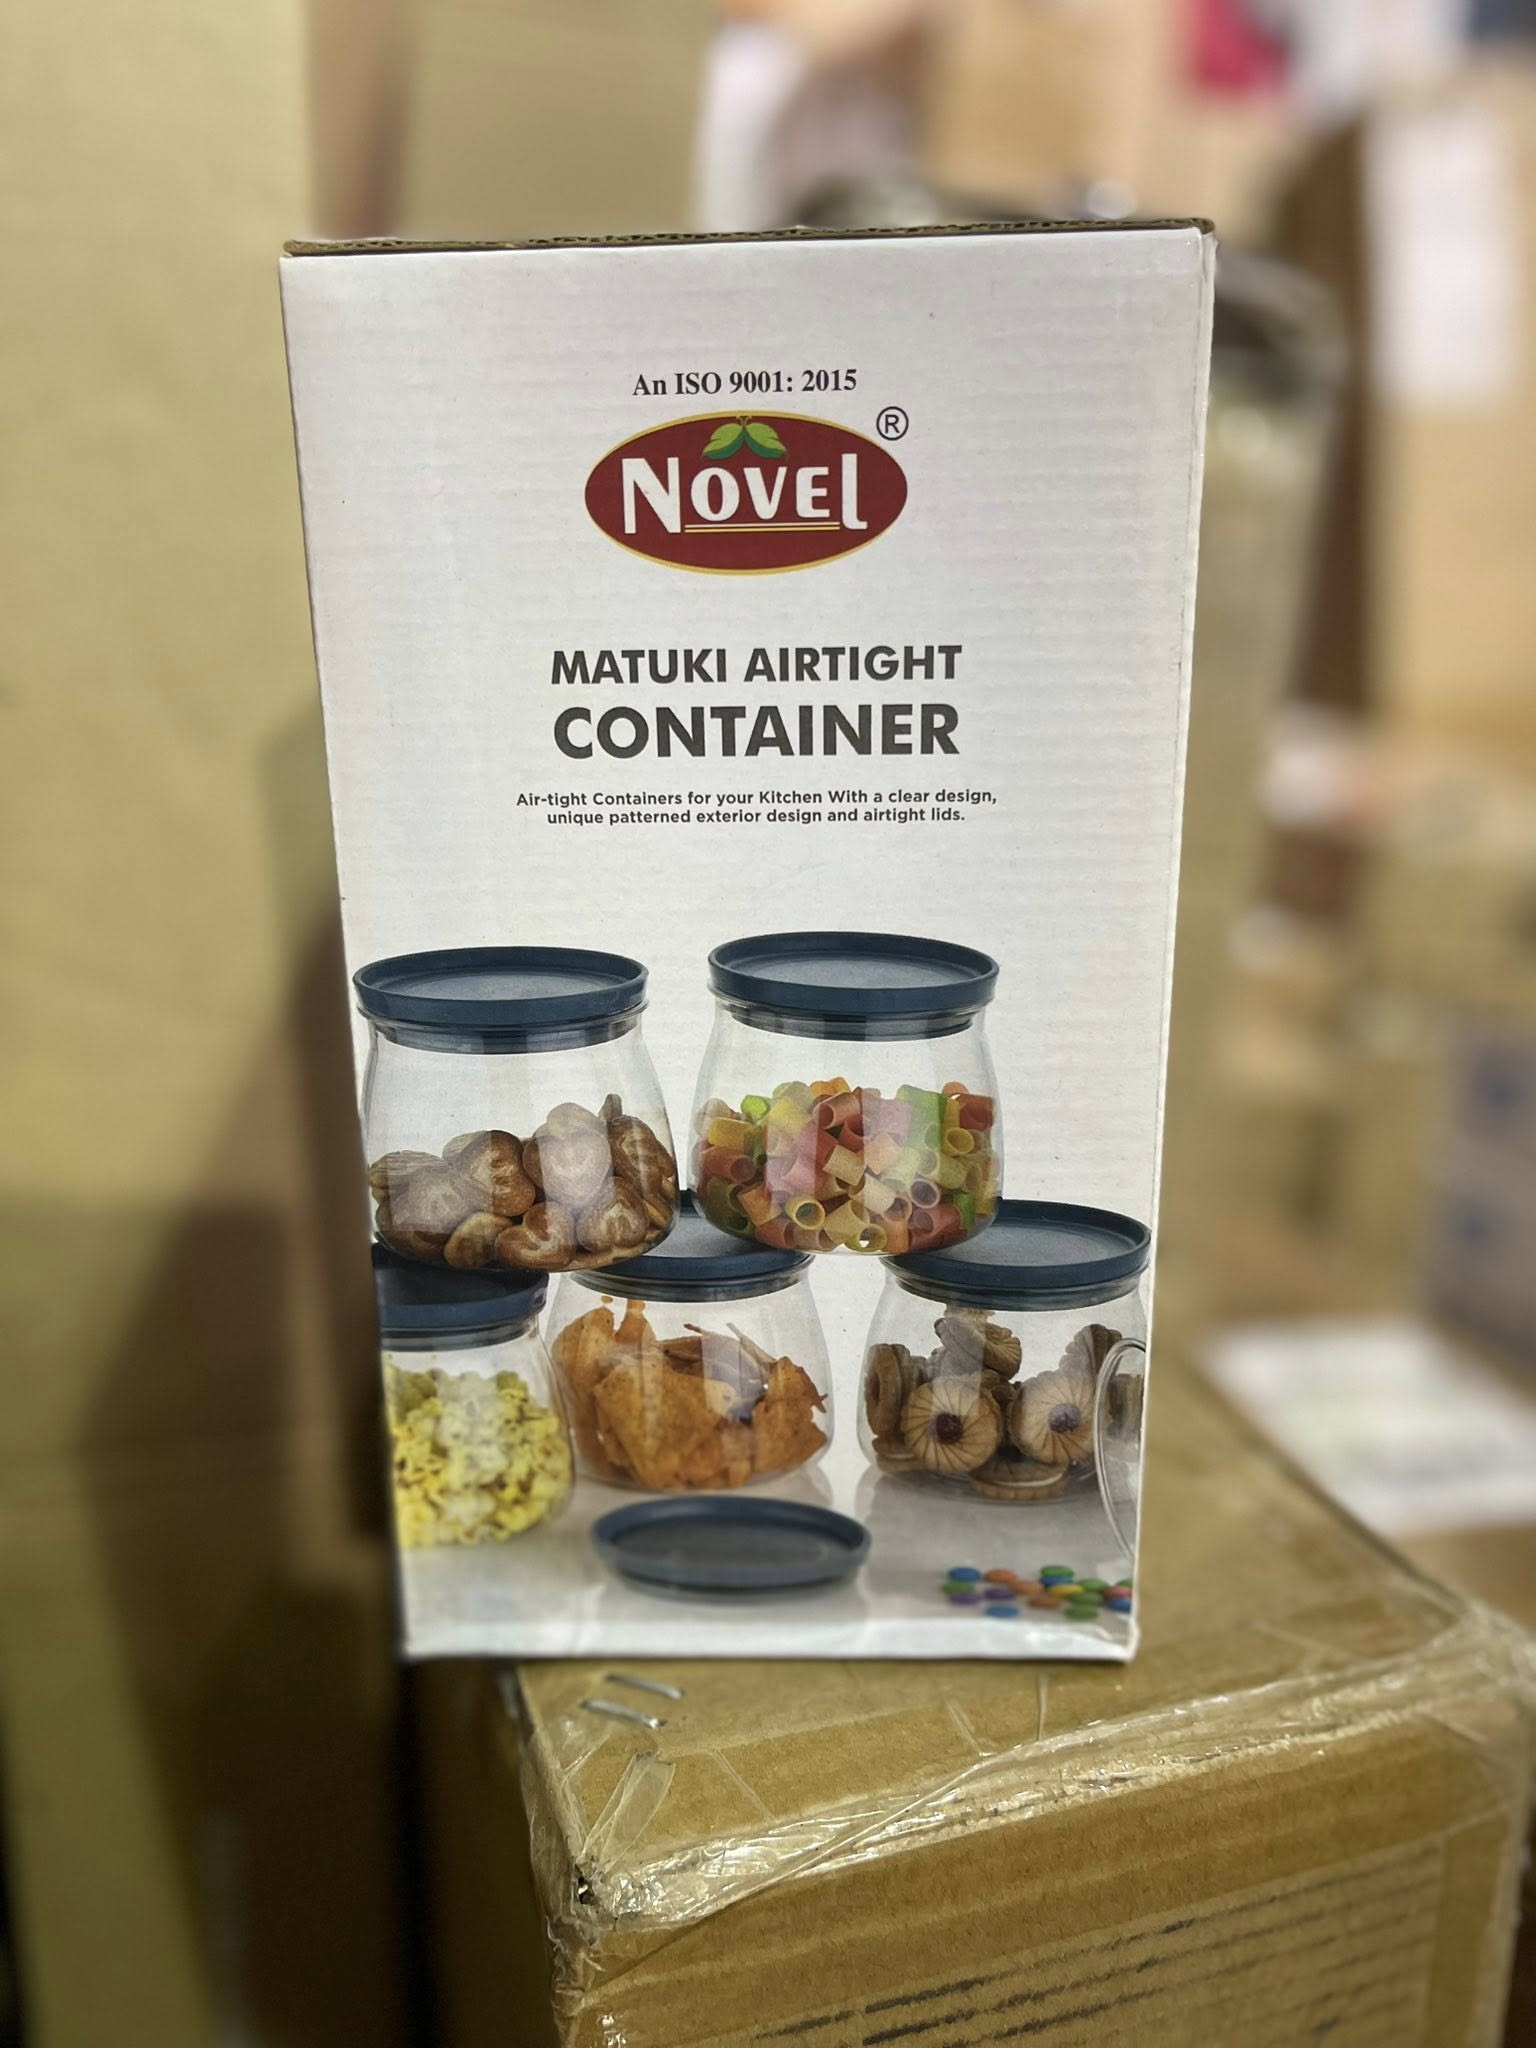 An ISO 9001: 2015
NOVEL ®
MATUKI AIRTIGHT
CONTAINER
Air-tight Containers for your Kitchen With a clear design,
unique patterned exterior design and airtight lids.